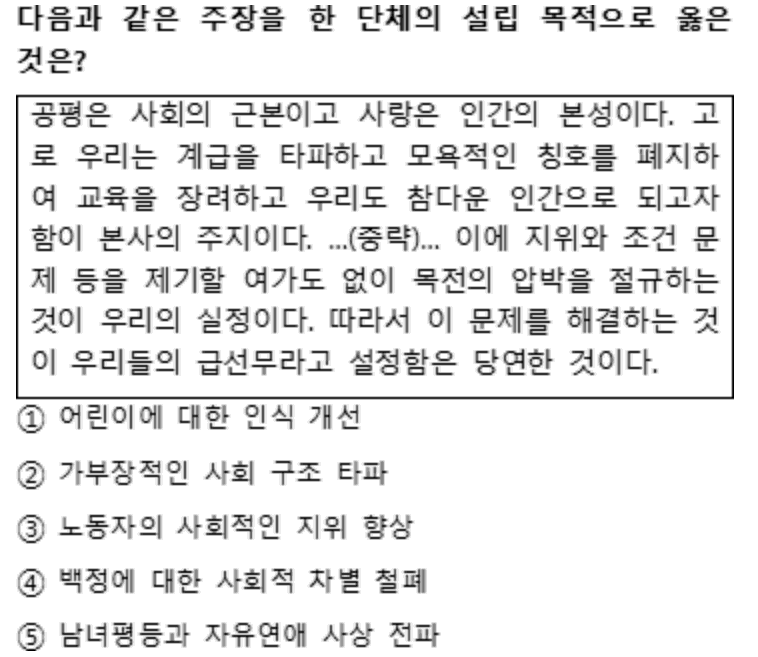 다음과 같은 주장을 한 단체의 설립 목적으로 옳은
것은?
공평은 사회의 근본이고 사랑은 인간의 본성이다. 고
로 우리는 계급을 타파하고 모욕적인 칭호를 폐지하
여 교육을 장려하고 우리도 참다운 인간으로 되고자
함이 본사의 주지이다. ...(중략)... 이에 지위와 조건 문
제 등을 제기할 여가도 없이 목전의 압박을 절규하는
것이 우리의 실정이다. 따라서 이 문제를 해결하는 것
이 우리들의 급선무라고 설정함은 당연한 것이다.
① 어린이에 대한 인식 개선
② 가부장적인 사회 구조 타파
③ 노동자의 사회적인 지위 향상
④ 백정에 대한 사회적 차별 철폐
⑤ 남녀평등과 자유연애 사상 전파